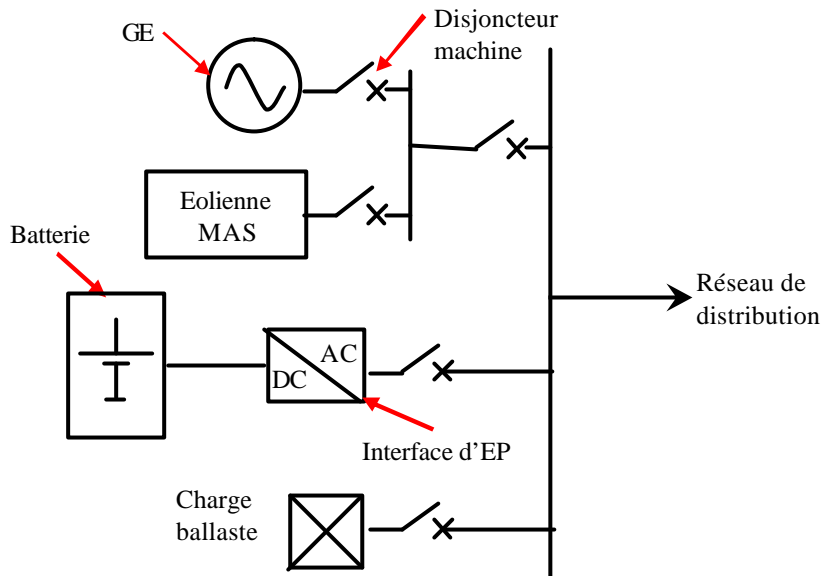 GE
Disjoncteur
machine
Eolienne
MAS
Batterie
Réseau de
distribution
AC
DC
Interface d’EP
Charge
ballaste